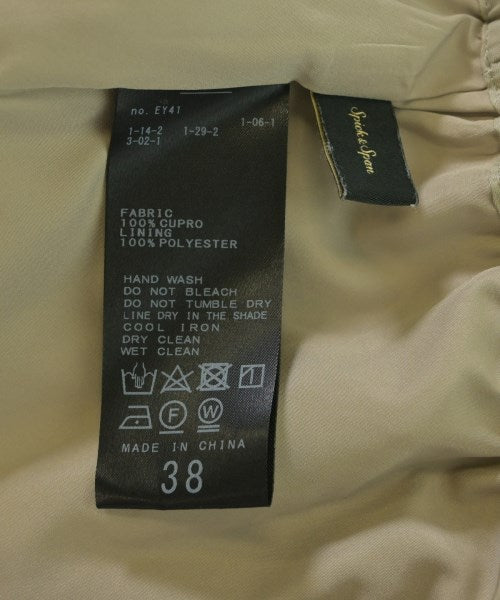 no. EY41
1-14-2 1-29-2 1-06-1
3-02-1
FABRIC
100% CUPRO
LINING
100% POLYESTER
HAND WASH
DO NOT BLEACH
DO NOT TUMBLE DRY
LINE DRY IN THE SHADE
COOL IRON
DRY CLEAN
WET CLEAN
F W
MADE IN CHINA
38
Spick & Span